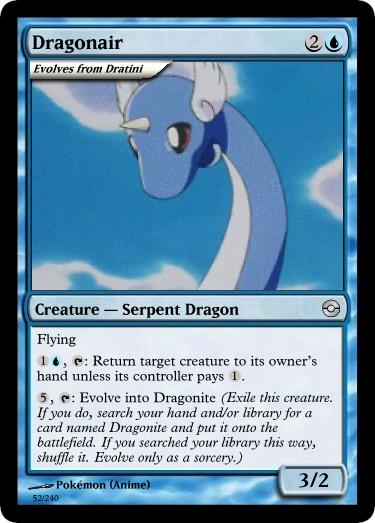 Dragonair 2
Evolves from Dratini
Creature — Serpent Dragon
Flying
1, : Return target creature to its owner's
hand unless its controller pays 1.
5, : Evolve into Dragonite (Exile this creature.
If you do, search your hand and/or library for a
card named Dragonite and put it onto the
battlefield. If you searched your library this way,
shuffle it. Evolve only as a sorcery.)
3/2
Pokémon (Anime)
52/240